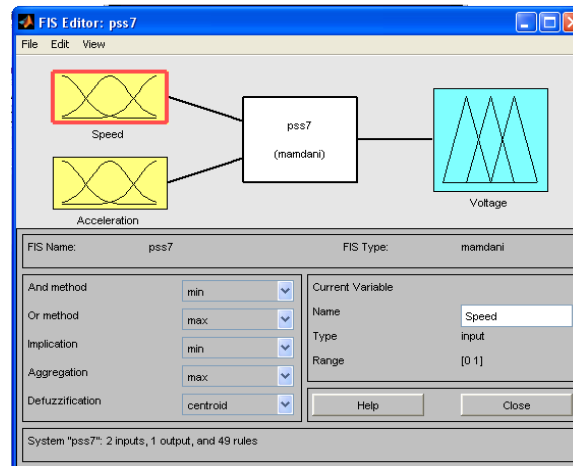 FIS Editor: pss7
File Edit View
Speed
pss7
(mamdani)
Acceleration
Voltage
FIS Name: pss7 FIS Type: mamdani
And method min
Or method max
Implication min
Aggregation max
Defuzzification centroid
Current Variable
Name Speed
Type input
Range [0 1]
Help Close
System "pss7": 2 inputs, 1 output, and 49 rules